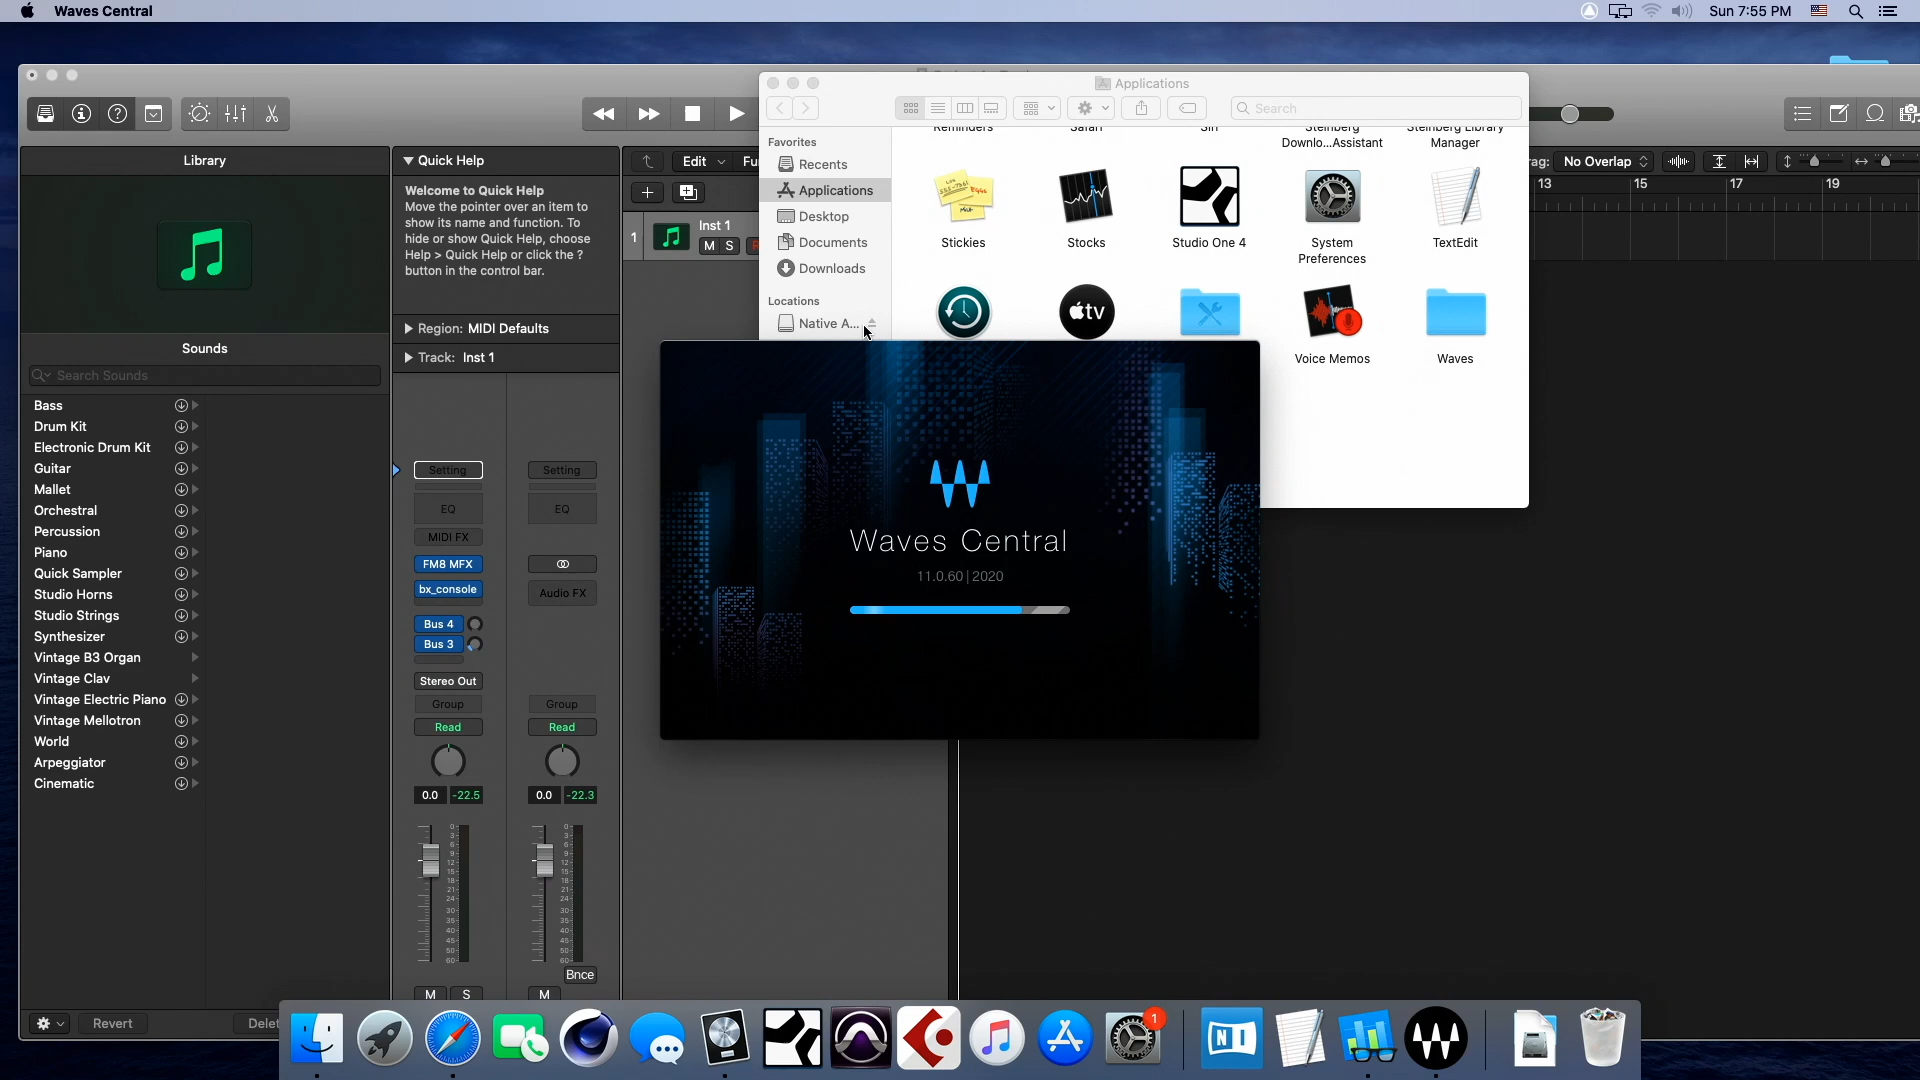 Waves Central
Sun 7:55 PM
Applications
Search
Library
Quick Help
Edit
No Overlap
Favorites
Recents
Applications
Desktop
Documents
Downloads
Locations
Native A...
Reminders
Safari
Siri
Steinberg Downlo...Assistant
Steinberg Library Manager
Stickies
Stocks
Studio One 4
System Preferences
TextEdit
tv
Voice Memos
Waves
13
15
17
19
Welcome to Quick Help
Move the pointer over an item to
show its name and function. To
hide or show Quick Help, choose
Help > Quick Help or click the ?
button in the control bar.
Region: MIDI Defaults
Track: Inst 1
1
Inst 1
M S
Sounds
Search Sounds
Bass
Drum Kit
Electronic Drum Kit
Guitar
Mallet
Orchestral
Percussion
Piano
Quick Sampler
Studio Horns
Studio Strings
Synthesizer
Vintage B3 Organ
Vintage Clav
Vintage Electric Piano
Vintage Mellotron
World
Arpeggiator
Cinematic
Setting
Setting
EQ
EQ
MIDI FX
FM8 MFX
bx_console
Audio FX
Bus 4
Bus 3
Stereo Out
Group
Group
Read
Read
0.0 -22.5
0.0 -22.3
Bnce
M S
M
Waves Central
11.0.60 | 2020
Revert
Delet
1